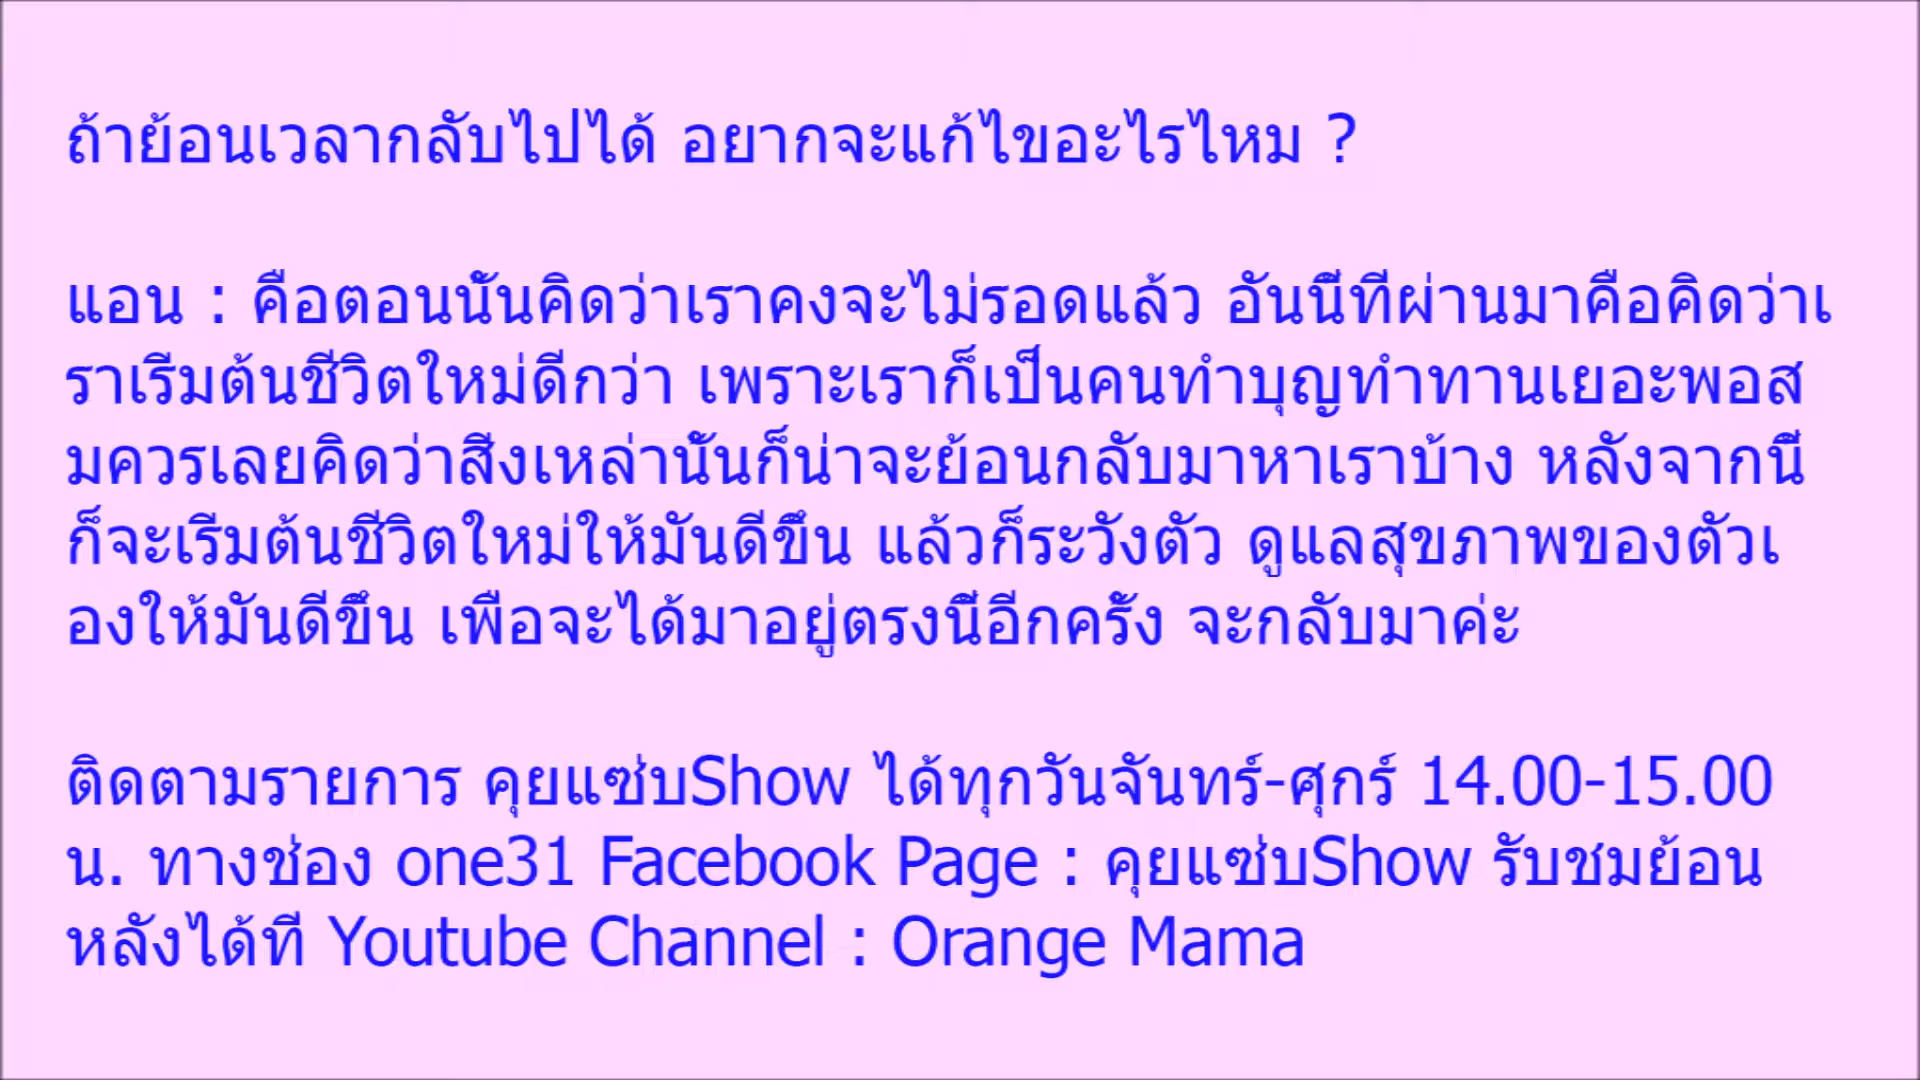 ถ้าย้อนเวลากลับไปได้ อยากจะแก้ไขอะไรไหม ?
แอน : คือตอนนั้นคิดว่าเราคงจะไม่รอดแล้ว อันนี้ที่ผ่านมาคือคิดว่าเ
ราเริ่มต้นชีวิตใหม่ดีกว่า เพราะเราก็เป็นคนทำบุญทำทานเยอะพอส
มควรเลยคิดว่าสิ่งเหล่านั้นก็น่าจะย้อนกลับมาหาเราบ้าง หลังจากนี้
ก็จะเริ่มต้นชีวิตใหม่ให้มันดีขึ้น แล้วก็ระวังตัว ดูแลสุขภาพของตัวเ
องให้มันดีขึ้น เพื่อจะได้มาอยู่ตรงนี้อีกครั้ง จะกลับมาค่ะ
ติดตามรายการ คุยแซ่บShow ได้ทุกวันจันทร์-ศุกร์ 14.00-15.00
น. ทางช่อง one31 Facebook Page : คุยแซ่บShow รับชมย้อน
หลังได้ที่ Youtube Channel : Orange Mama